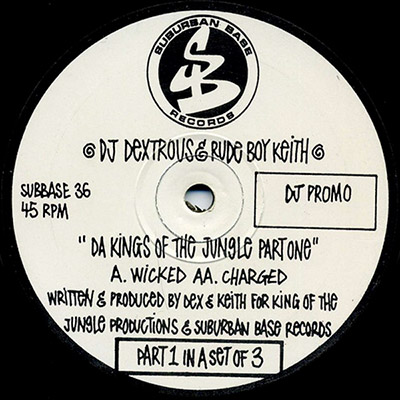 SUBURBAN BASE
RECORDS
DJ DEXTROUS & RUDE BOY KEITH
SUBBASE 36
45 RPM
DJ PROMO
"DA KINGS OF THE JUNGLE PART ONE"
A. WICKED AA. CHARGED
WRITTEN & PRODUCED BY DEX & KEITH FOR KING OF THE
JUNGLE PRODUCTIONS & SUBURBAN BASE RECORDS
PART 1 IN A SET OF 3